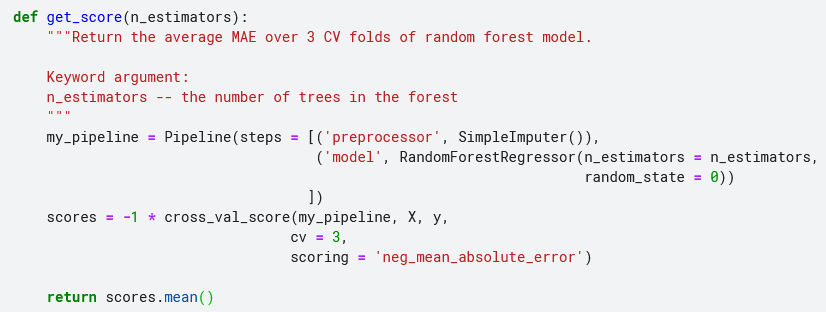 def get_score(n_estimators):
    """Return the average MAE over 3 CV folds of random forest model.

    Keyword argument:
    n_estimators -- the number of trees in the forest
    """
    my_pipeline = Pipeline(steps = [('preprocessor', SimpleImputer()),
                                    ('model', RandomForestRegressor(n_estimators = n_estimators,
                                                                    random_state = 0))
                                   ])
    scores = -1 * cross_val_score(my_pipeline, X, y,
                                 cv = 3,
                                 scoring = 'neg_mean_absolute_error')

    return scores.mean()